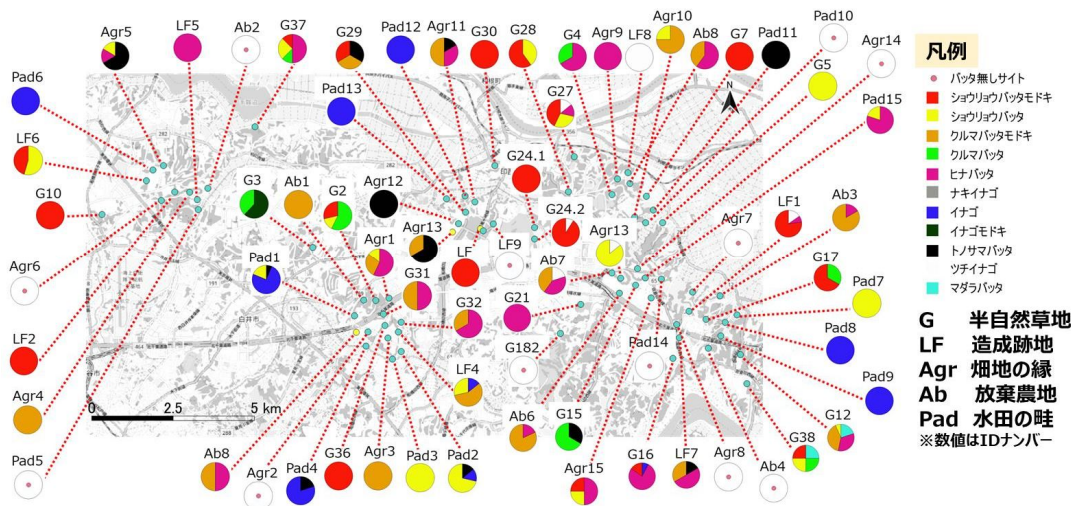 Agr5
LF5
Ab2
G37
G29
Pad12
Agr11
G30
G28
G4
Agr9
LF8
Agr10
Ab8
G7
Pad11
Pad10
Agr14
G5
Pad6
Pad13
G27
Pad15
LF6
G24.1
G3
Ab1
G2
Agr12
G10
G24.2
Agr7
LF1
Ab3
Agr13
LF9
Agr13
Agr1
Pad1
LF
Ab7
G17
G31
Agr6
G32
G21
Pad7
G182
Pad14
LF2
Pad8
LF4
Pad9
Agr4
0
2.5
5 km
Ab6
G15
G12
G38
Pad5
Ab8
Agr2
Pad4
G36
Agr3
Pad3
Pad2
Agr15
G16
LF7
Agr8
Ab4
N
白井市
282
282
193
464
凡例
バッタ無しサイト
ショウリョウバッタモドキ
ショウリョウバッタ
クルマバッタモドキ
クルマバッタ
ヒナバッタ
ナキイナゴ
イナゴ
イナゴモドキ
トノサマバッタ
ツチイナゴ
マダラバッタ
G 半自然草地
LF 造成跡地
Agr 畑地の縁
Ab 放棄農地
Pad 水田の畦
※数値はIDナンバー